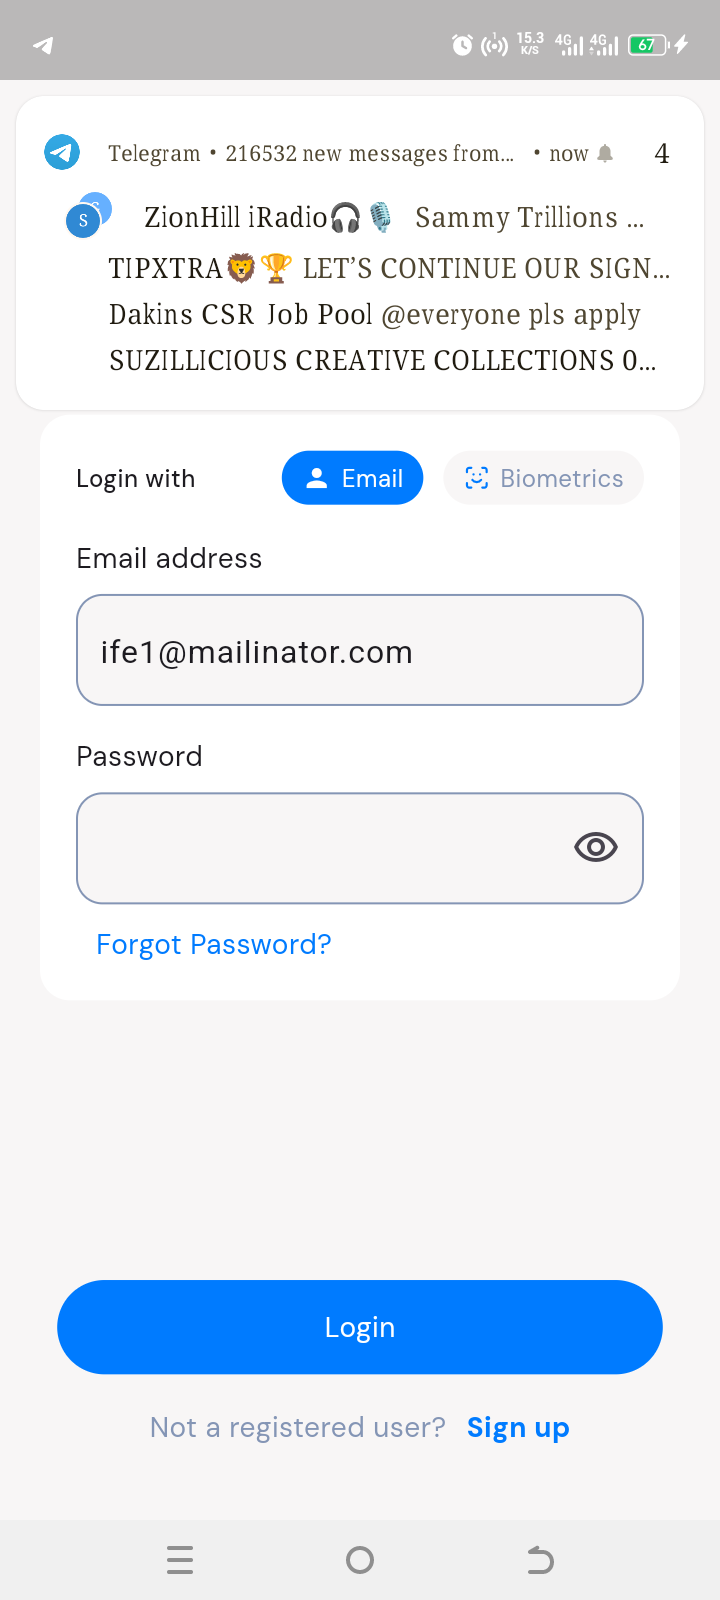 15.3
K/S
4G
4G
67
Telegram • 216532 new messages from... • now
4
S
S
ZionHill iRadio🎧🎙️ Sammy Trillions ...
TIPXTRA🦁🏆 LET’S CONTINUE OUR SIGN...
Dakins CSR Job Pool @everyone pls apply
SUZILLICIOUS CREATIVE COLLECTIONS 0...
Login with
Email
Biometrics
Email address
ife1@mailinator.com
Password
Forgot Password?
Login
Not a registered user? Sign up